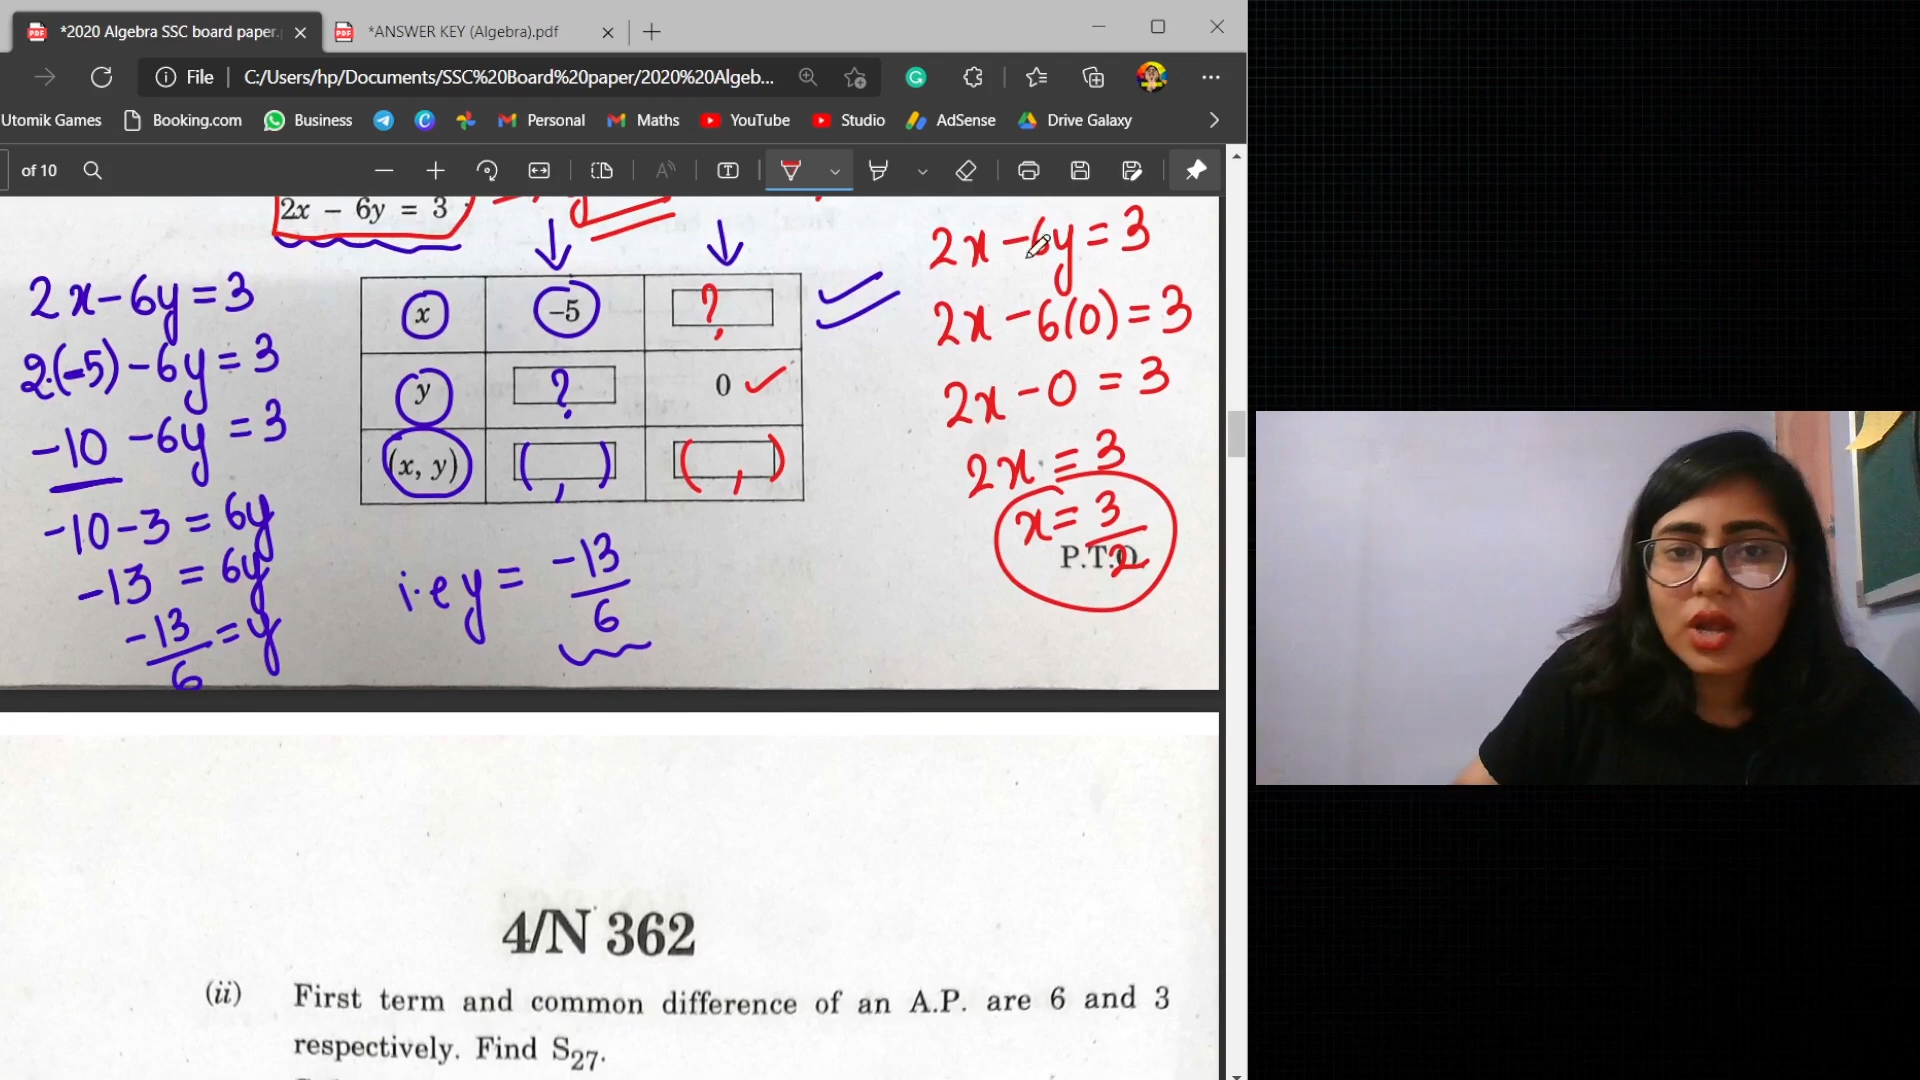 *2020 Algebra SSC board paper.
*ANSWER KEY (Algebra).pdf
File
C:/Users/hp/Documents/SSC%20Board%20paper/2020%20Algeb...
Utomik Games
Booking.com
Business
Personal
Maths
YouTube
Studio
AdSense
Drive Galaxy
of 10
2x – 6y = 3
2x-6y=3
2·(-5)-6y=3
-10-6y=3
-10-3=6y
-13=6y
-13/6=y
x –5 ?
y ? 0 ✓
(x, y) ( , ) ( , )
i.e y = -13/6
2x-6y=3
2x-6(0)=3
2x-0=3
2x=3
x=3/2
P.T.O.
4/N 362
(ii) First term and common difference of an A.P. are 6 and 3
respectively. Find S27.